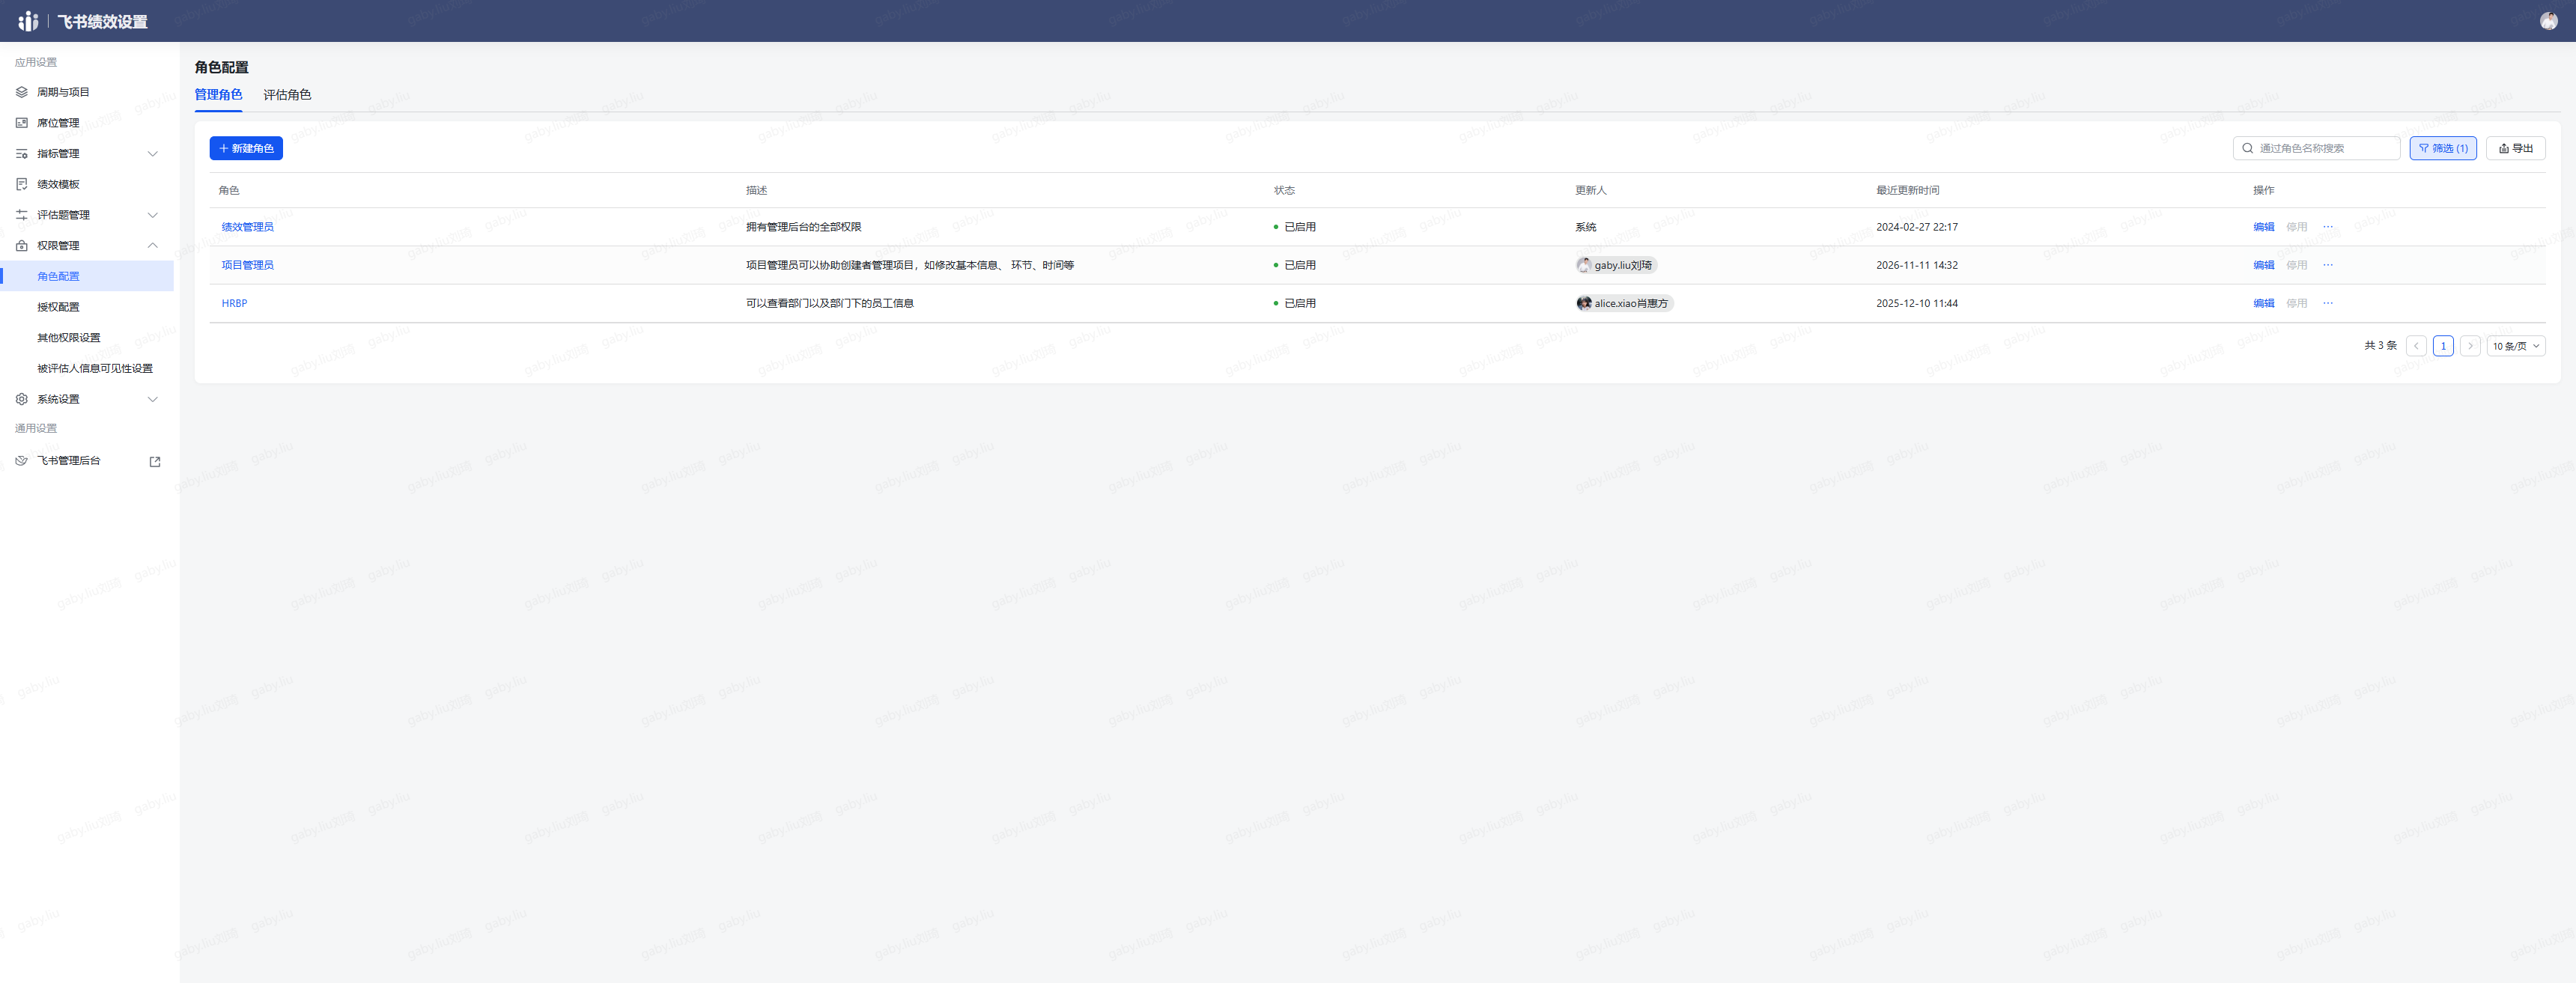 飞书绩效设置
应用设置
周期与项目
席位管理
指标管理
绩效模板
评估题管理
权限管理
角色配置
授权配置
其他权限设置
被评估人信息可见性设置
系统设置
通用设置
飞书管理后台
角色配置
管理角色 评估角色
新建角色 通过角色名称搜索 筛选 (1) 导出
角色 描述 状态 更新人 最近更新时间 操作
绩效管理员 拥有管理后台的全部权限 已启用 系统 2024-02-27 22:17 编辑 停用 ···
项目管理员 项目管理员可以协助创建者管理项目，如修改基本信息、 环节、时间等 已启用 gaby.liu刘琦 2026-11-11 14:32 编辑 停用 ···
HRBP 可以查看部门以及部门下的员工信息 已启用 alice.xiao肖惠方 2025-12-10 11:44 编辑 停用 ···
共 3 条 1 10 条/页